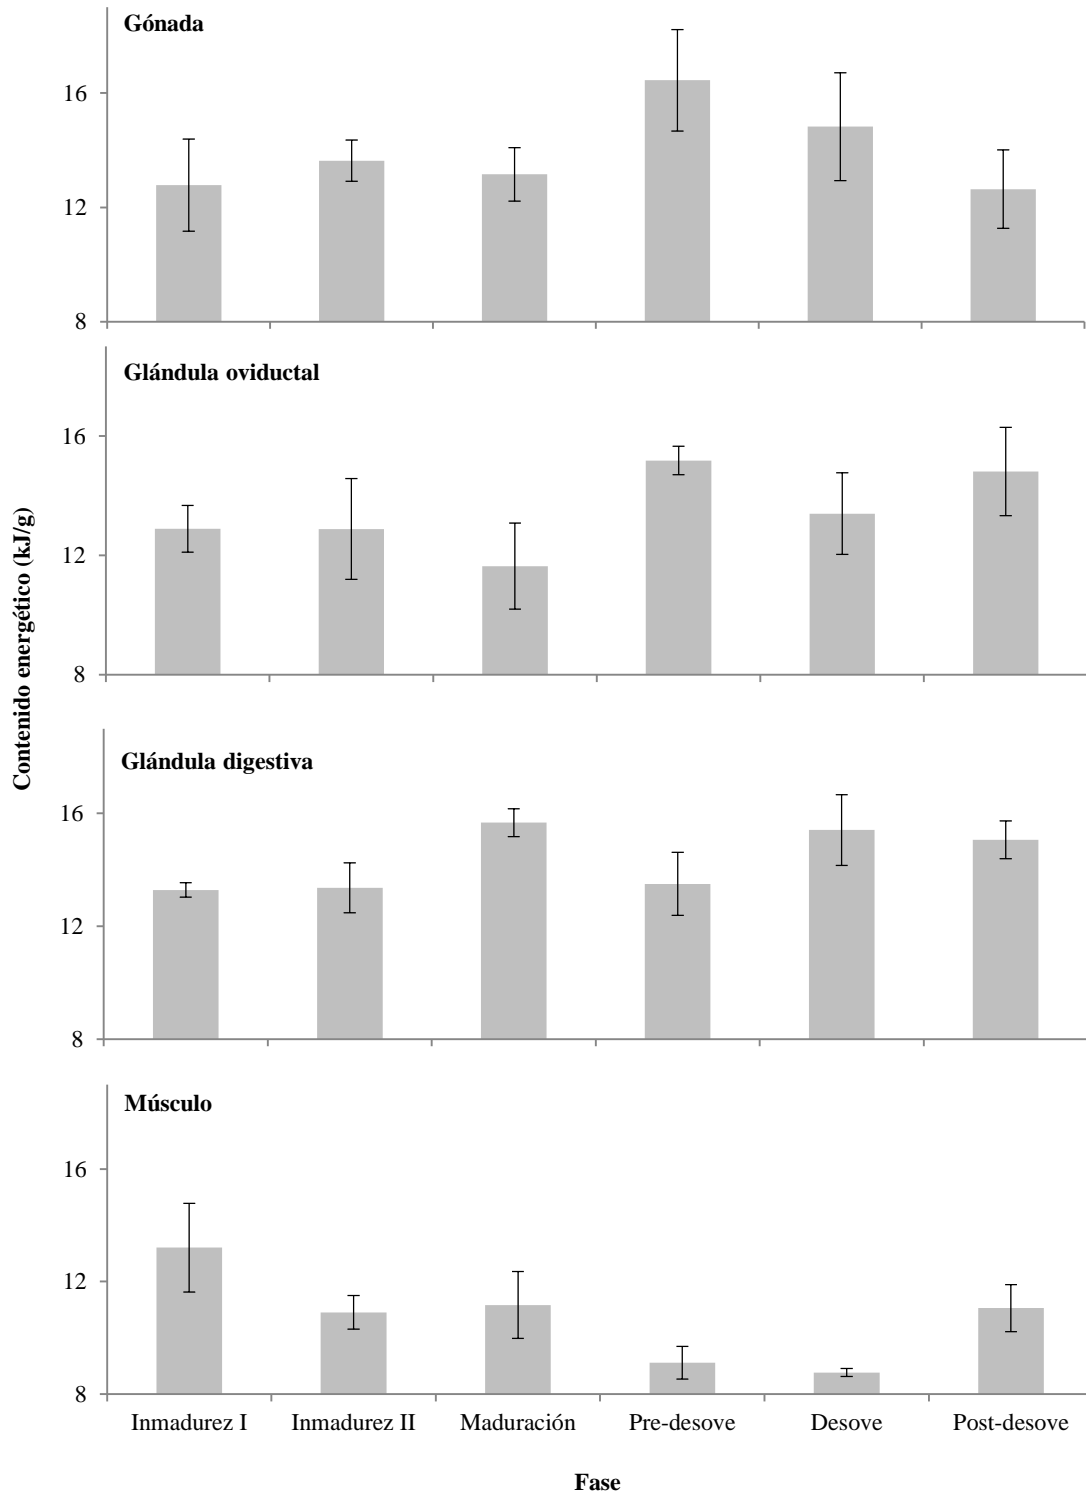 Gónada
16
12
8
Glándula oviductal
16
12
8
Contenido energético (kJ/g)
Glándula digestiva
16
12
8
Músculo
16
12
8
Inmadurez I Inmadurez II Maduración Pre-desove Desove Post-desove
Fase